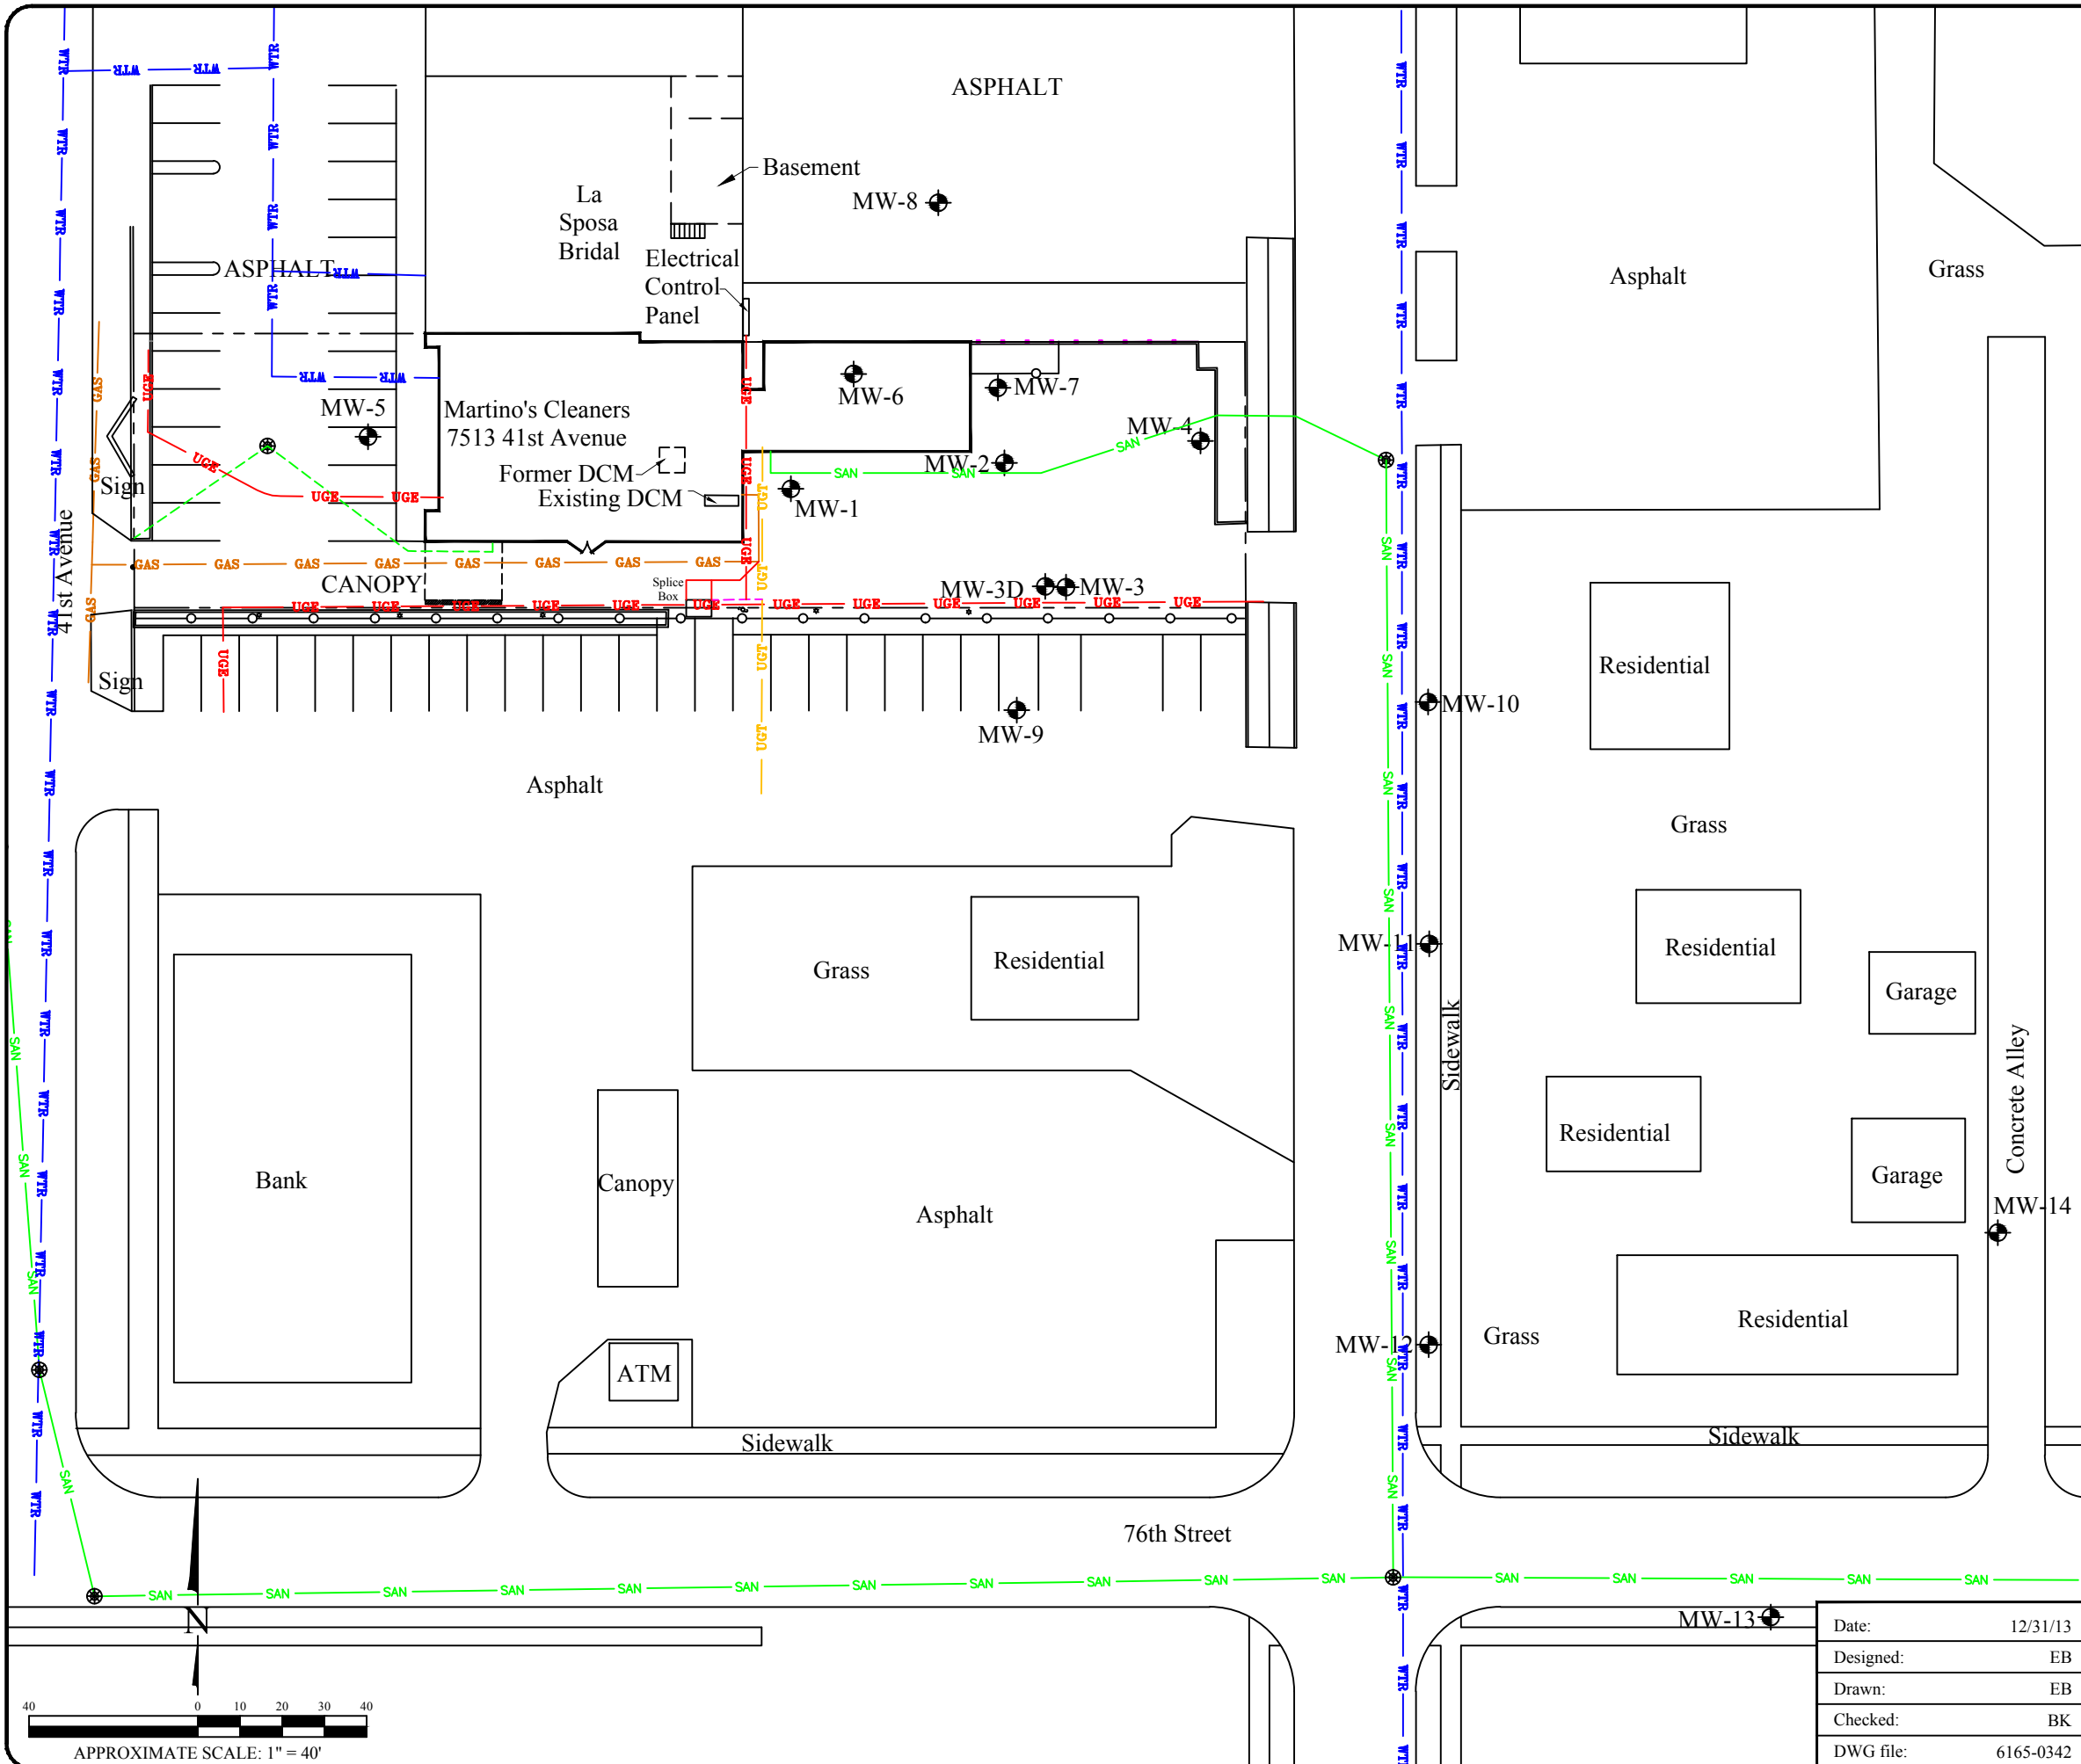 ASPHALT
Basement
MW-8
La
Sposa
Bridal
ASPHALT
Electrical
Control
Panel
Asphalt
Grass
MW-5
Martino's Cleaners
7513 41st Avenue
MW-6
MW-7
MW-4
Former DCM
Existing DCM
MW-2
MW-1
Sign
41st Avenue
CANOPY
Splice
Box
MW-3D
MW-3
Sign
MW-9
MW-10
Residential
Asphalt
Grass
Grass
Residential
MW-11
Residential
Garage
Sidewalk
Concrete Alley
Bank
Canopy
Asphalt
Residential
Garage
MW-14
MW-12
Grass
Residential
ATM
Sidewalk
Sidewalk
76th Street
N
MW-13
WTR
SAN
GAS
UGE
UGT
40 0 10 20 30 40
APPROXIMATE SCALE: 1" = 40'
Date: 12/31/13
Designed: EB
Drawn: EB
Checked: BK
DWG file: 6165-0342